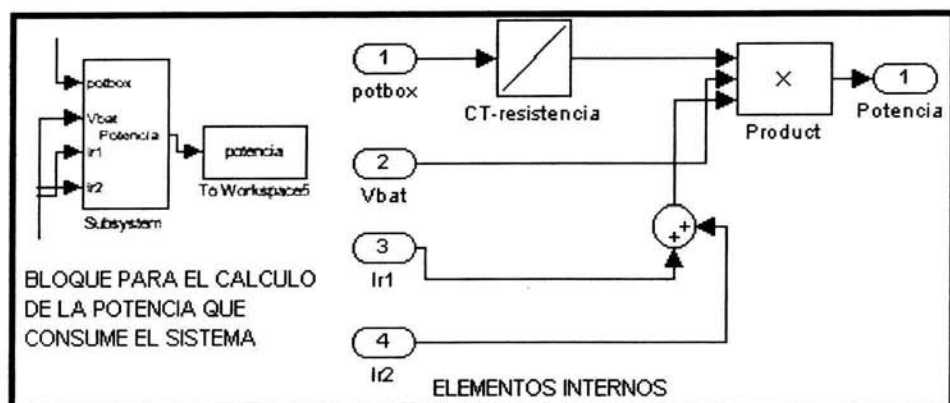 potbox
Vbat
Potencia
Ir1
Ir2
Subsystem
potencia
To Workspace5
BLOQUE PARA EL CALCULO
DE LA POTENCIA QUE
CONSUME EL SISTEMA
1
potbox
CT-resistencia
×
Product
1
Potencia
2
Vbat
3
Ir1
+
+
4
Ir2
ELEMENTOS INTERNOS